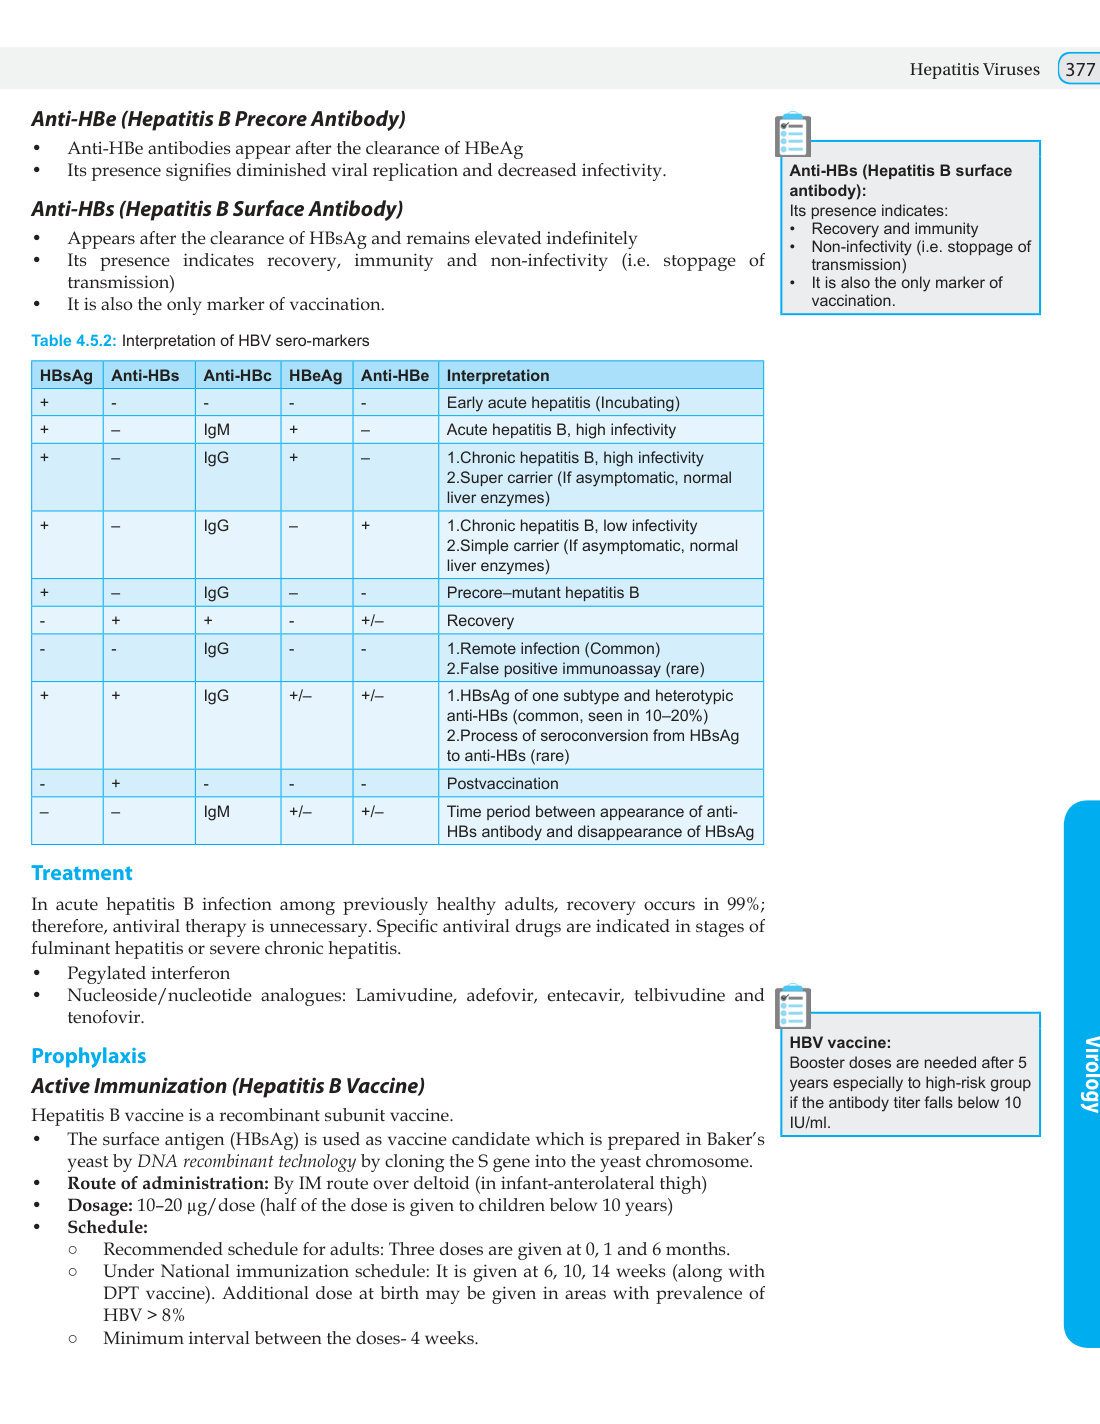 Hepatitis Viruses 377
Anti-HBe (Hepatitis B Precore Antibody)
• Anti-HBe antibodies appear after the clearance of HBeAg
• Its presence signifies diminished viral replication and decreased infectivity.
Anti-HBs (Hepatitis B Surface Antibody)
• Appears after the clearance of HBsAg and remains elevated indefinitely
• Its presence indicates recovery, immunity and non-infectivity (i.e. stoppage of
transmission)
• It is also the only marker of vaccination.
Anti-HBs (Hepatitis B surface
antibody):
Its presence indicates:
• Recovery and immunity
• Non-infectivity (i.e. stoppage of
transmission)
• It is also the only marker of
vaccination.
Table 4.5.2: Interpretation of HBV sero-markers
HBsAg Anti-HBs Anti-HBc HBeAg Anti-HBe Interpretation
+ - - - - Early acute hepatitis (Incubating)
+ – IgM + – Acute hepatitis B, high infectivity
+ – IgG + – 1.Chronic hepatitis B, high infectivity
2.Super carrier (If asymptomatic, normal
liver enzymes)
+ – IgG – + 1.Chronic hepatitis B, low infectivity
2.Simple carrier (If asymptomatic, normal
liver enzymes)
+ – IgG – - Precore–mutant hepatitis B
- + + - +/– Recovery
- - IgG - - 1.Remote infection (Common)
2.False positive immunoassay (rare)
+ + IgG +/– +/– 1.HBsAg of one subtype and heterotypic
anti-HBs (common, seen in 10–20%)
2.Process of seroconversion from HBsAg
to anti-HBs (rare)
- + - - - Postvaccination
– – IgM +/– +/– Time period between appearance of anti-
HBs antibody and disappearance of HBsAg
Treatment
In acute hepatitis B infection among previously healthy adults, recovery occurs in 99%;
therefore, antiviral therapy is unnecessary. Specific antiviral drugs are indicated in stages of
fulminant hepatitis or severe chronic hepatitis.
• Pegylated interferon
• Nucleoside/nucleotide analogues: Lamivudine, adefovir, entecavir, telbivudine and
tenofovir.
Prophylaxis
Active Immunization (Hepatitis B Vaccine)
Hepatitis B vaccine is a recombinant subunit vaccine.
• The surface antigen (HBsAg) is used as vaccine candidate which is prepared in Baker’s
yeast by DNA recombinant technology by cloning the S gene into the yeast chromosome.
• Route of administration: By IM route over deltoid (in infant-anterolateral thigh)
• Dosage: 10–20 µg/dose (half of the dose is given to children below 10 years)
• Schedule:
○ Recommended schedule for adults: Three doses are given at 0, 1 and 6 months.
○ Under National immunization schedule: It is given at 6, 10, 14 weeks (along with
DPT vaccine). Additional dose at birth may be given in areas with prevalence of
HBV > 8%
○ Minimum interval between the doses- 4 weeks.
HBV vaccine:
Booster doses are needed after 5
years especially to high-risk group
if the antibody titer falls below 10
IU/ml.
Virology